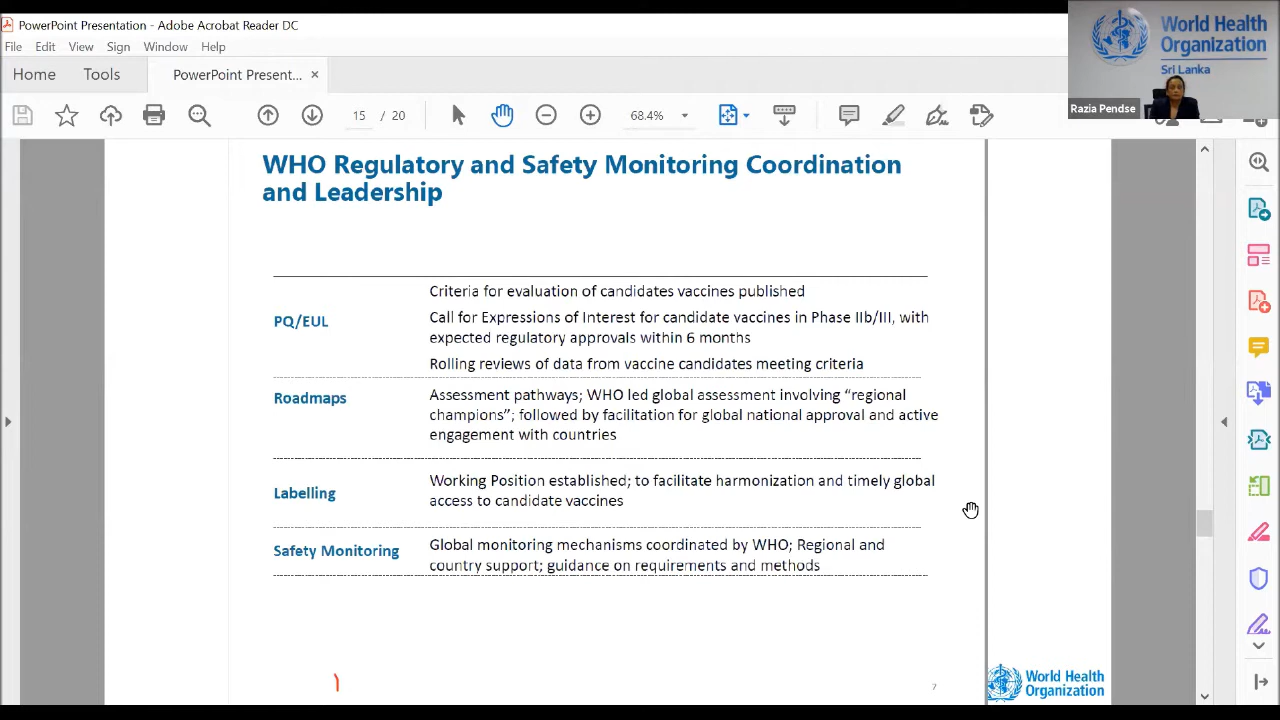 PowerPoint Presentation - Adobe Acrobat Reader DC
File Edit View Sign Window Help
Home Tools PowerPoint Present... ×
15 / 20 68.4%
World Health
Organization
Sri Lanka
Razia Pendse
WHO Regulatory and Safety Monitoring Coordination
and Leadership
PQ/EUL
Criteria for evaluation of candidates vaccines published
Call for Expressions of Interest for candidate vaccines in Phase IIb/III, with
expected regulatory approvals within 6 months
Rolling reviews of data from vaccine candidates meeting criteria
Roadmaps
Assessment pathways; WHO led global assessment involving “regional
champions”; followed by facilitation for global national approval and active
engagement with countries
Labelling
Working Position established; to facilitate harmonization and timely global
access to candidate vaccines
Safety Monitoring
Global monitoring mechanisms coordinated by WHO; Regional and
country support; guidance on requirements and methods
7
World Health
Organization